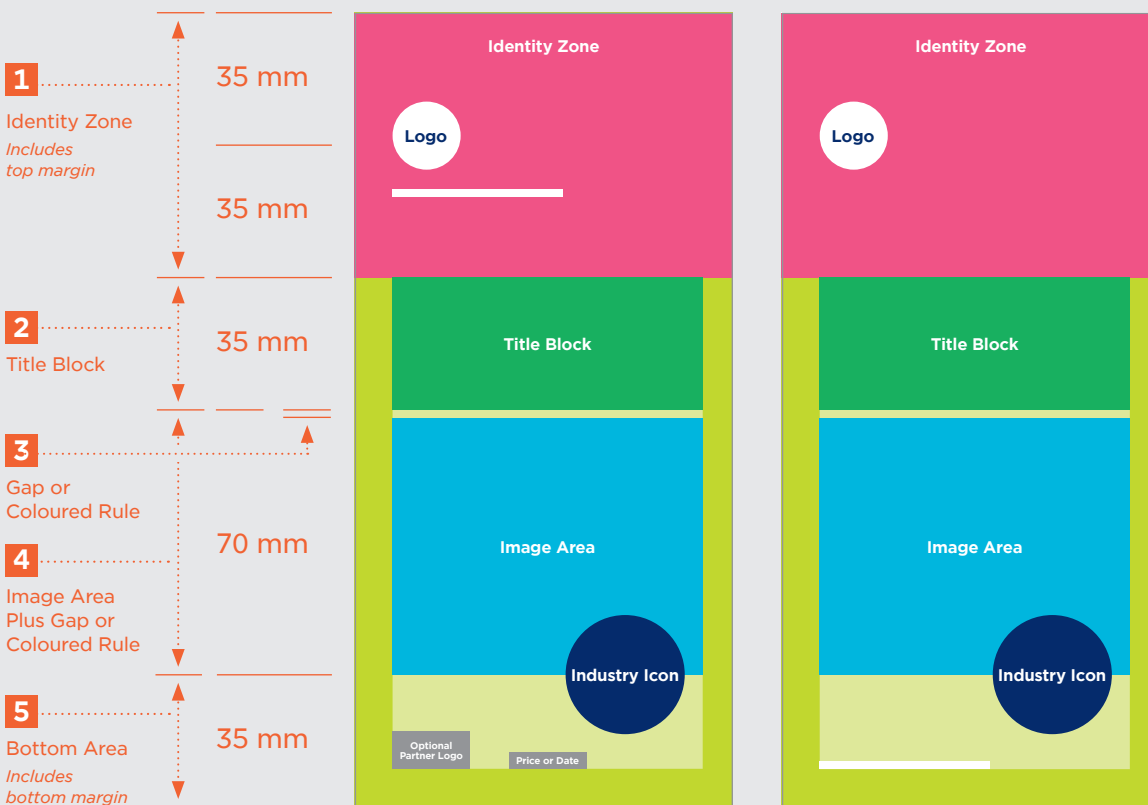 1
Identity Zone
Includes
top margin
35 mm
35 mm
2
Title Block
35 mm
3
Gap or
Coloured Rule
4
Image Area
Plus Gap or
Coloured Rule
70 mm
5
Bottom Area
Includes
bottom margin
35 mm
Identity Zone
Logo
Title Block
Image Area
Industry Icon
Optional
Partner Logo
Price or Date
Identity Zone
Logo
Title Block
Image Area
Industry Icon